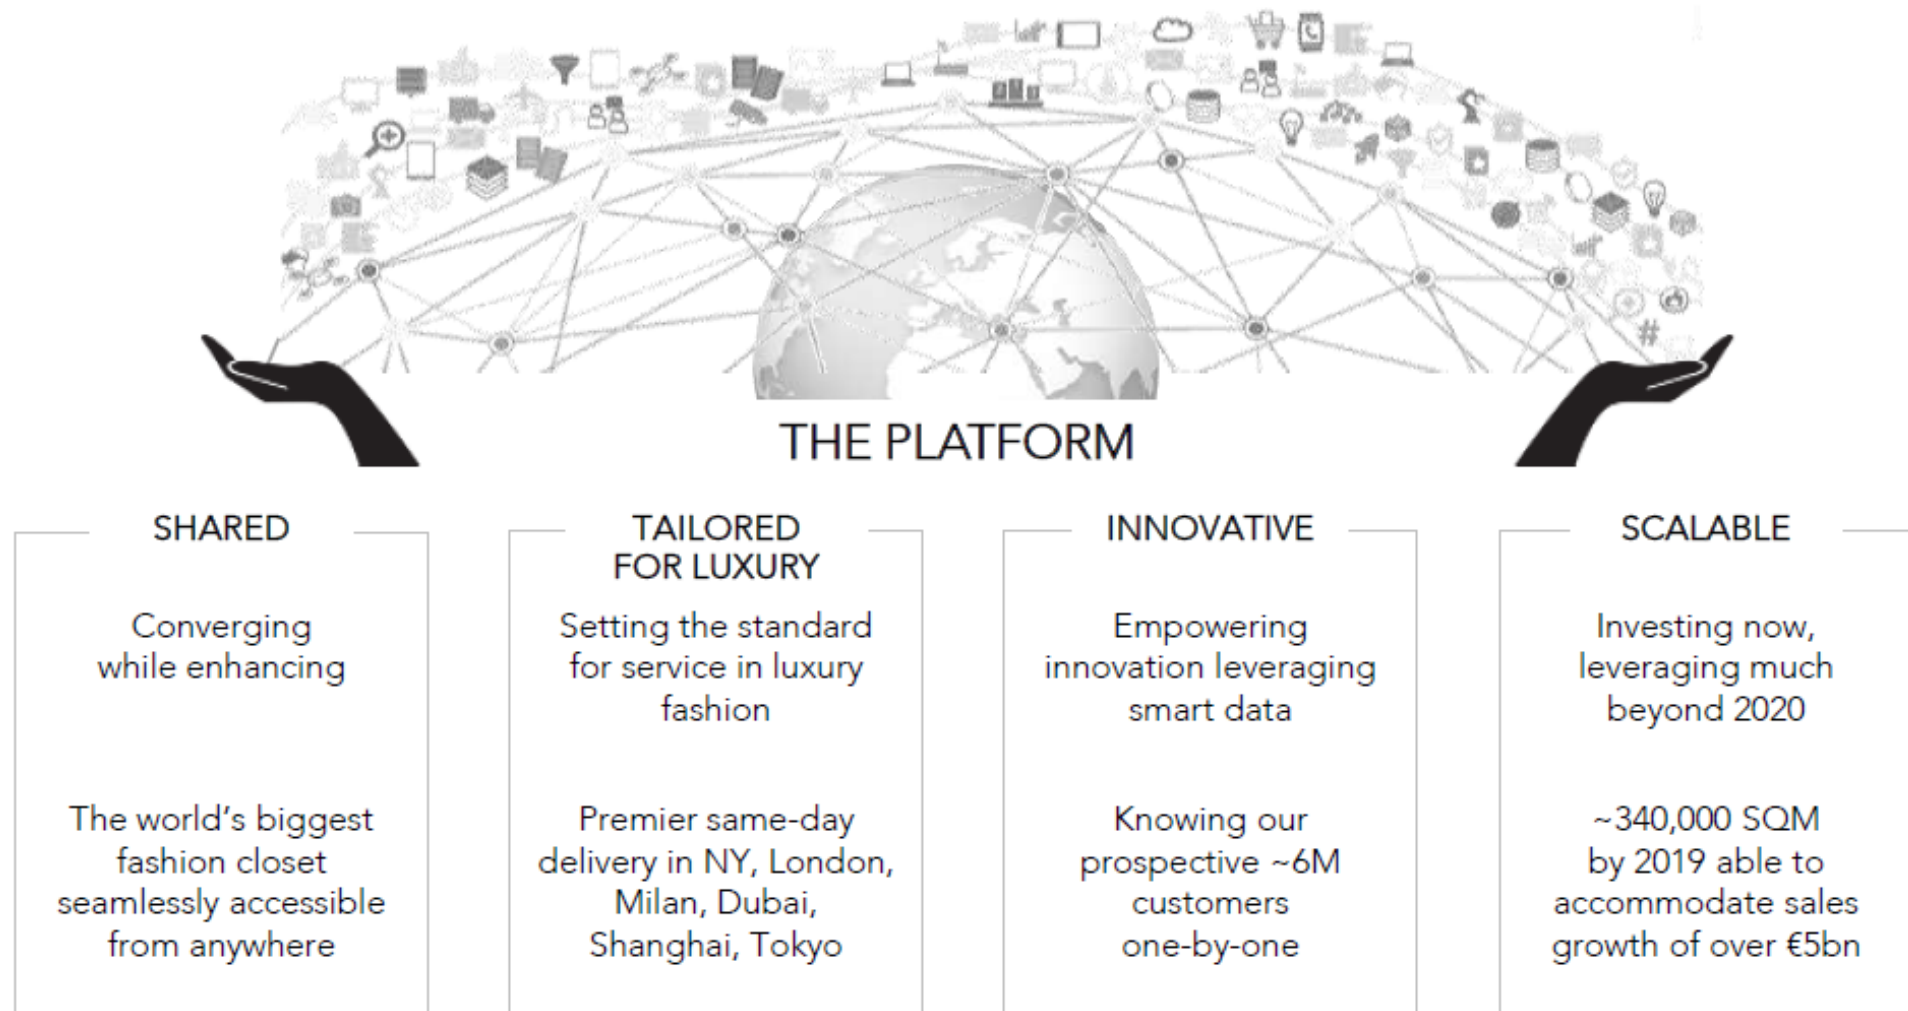 THE PLATFORM
SHARED
Converging
while enhancing
The world's biggest
fashion closet
seamlessly accessible
from anywhere
TAILORED
FOR LUXURY
Setting the standard
for service in luxury
fashion
Premier same-day
delivery in NY, London,
Milan, Dubai,
Shanghai, Tokyo
INNOVATIVE
Empowering
innovation leveraging
smart data
Knowing our
prospective ~6M
customers
one-by-one
SCALABLE
Investing now,
leveraging much
beyond 2020
~340,000 SQM
by 2019 able to
accommodate sales
growth of over €5bn